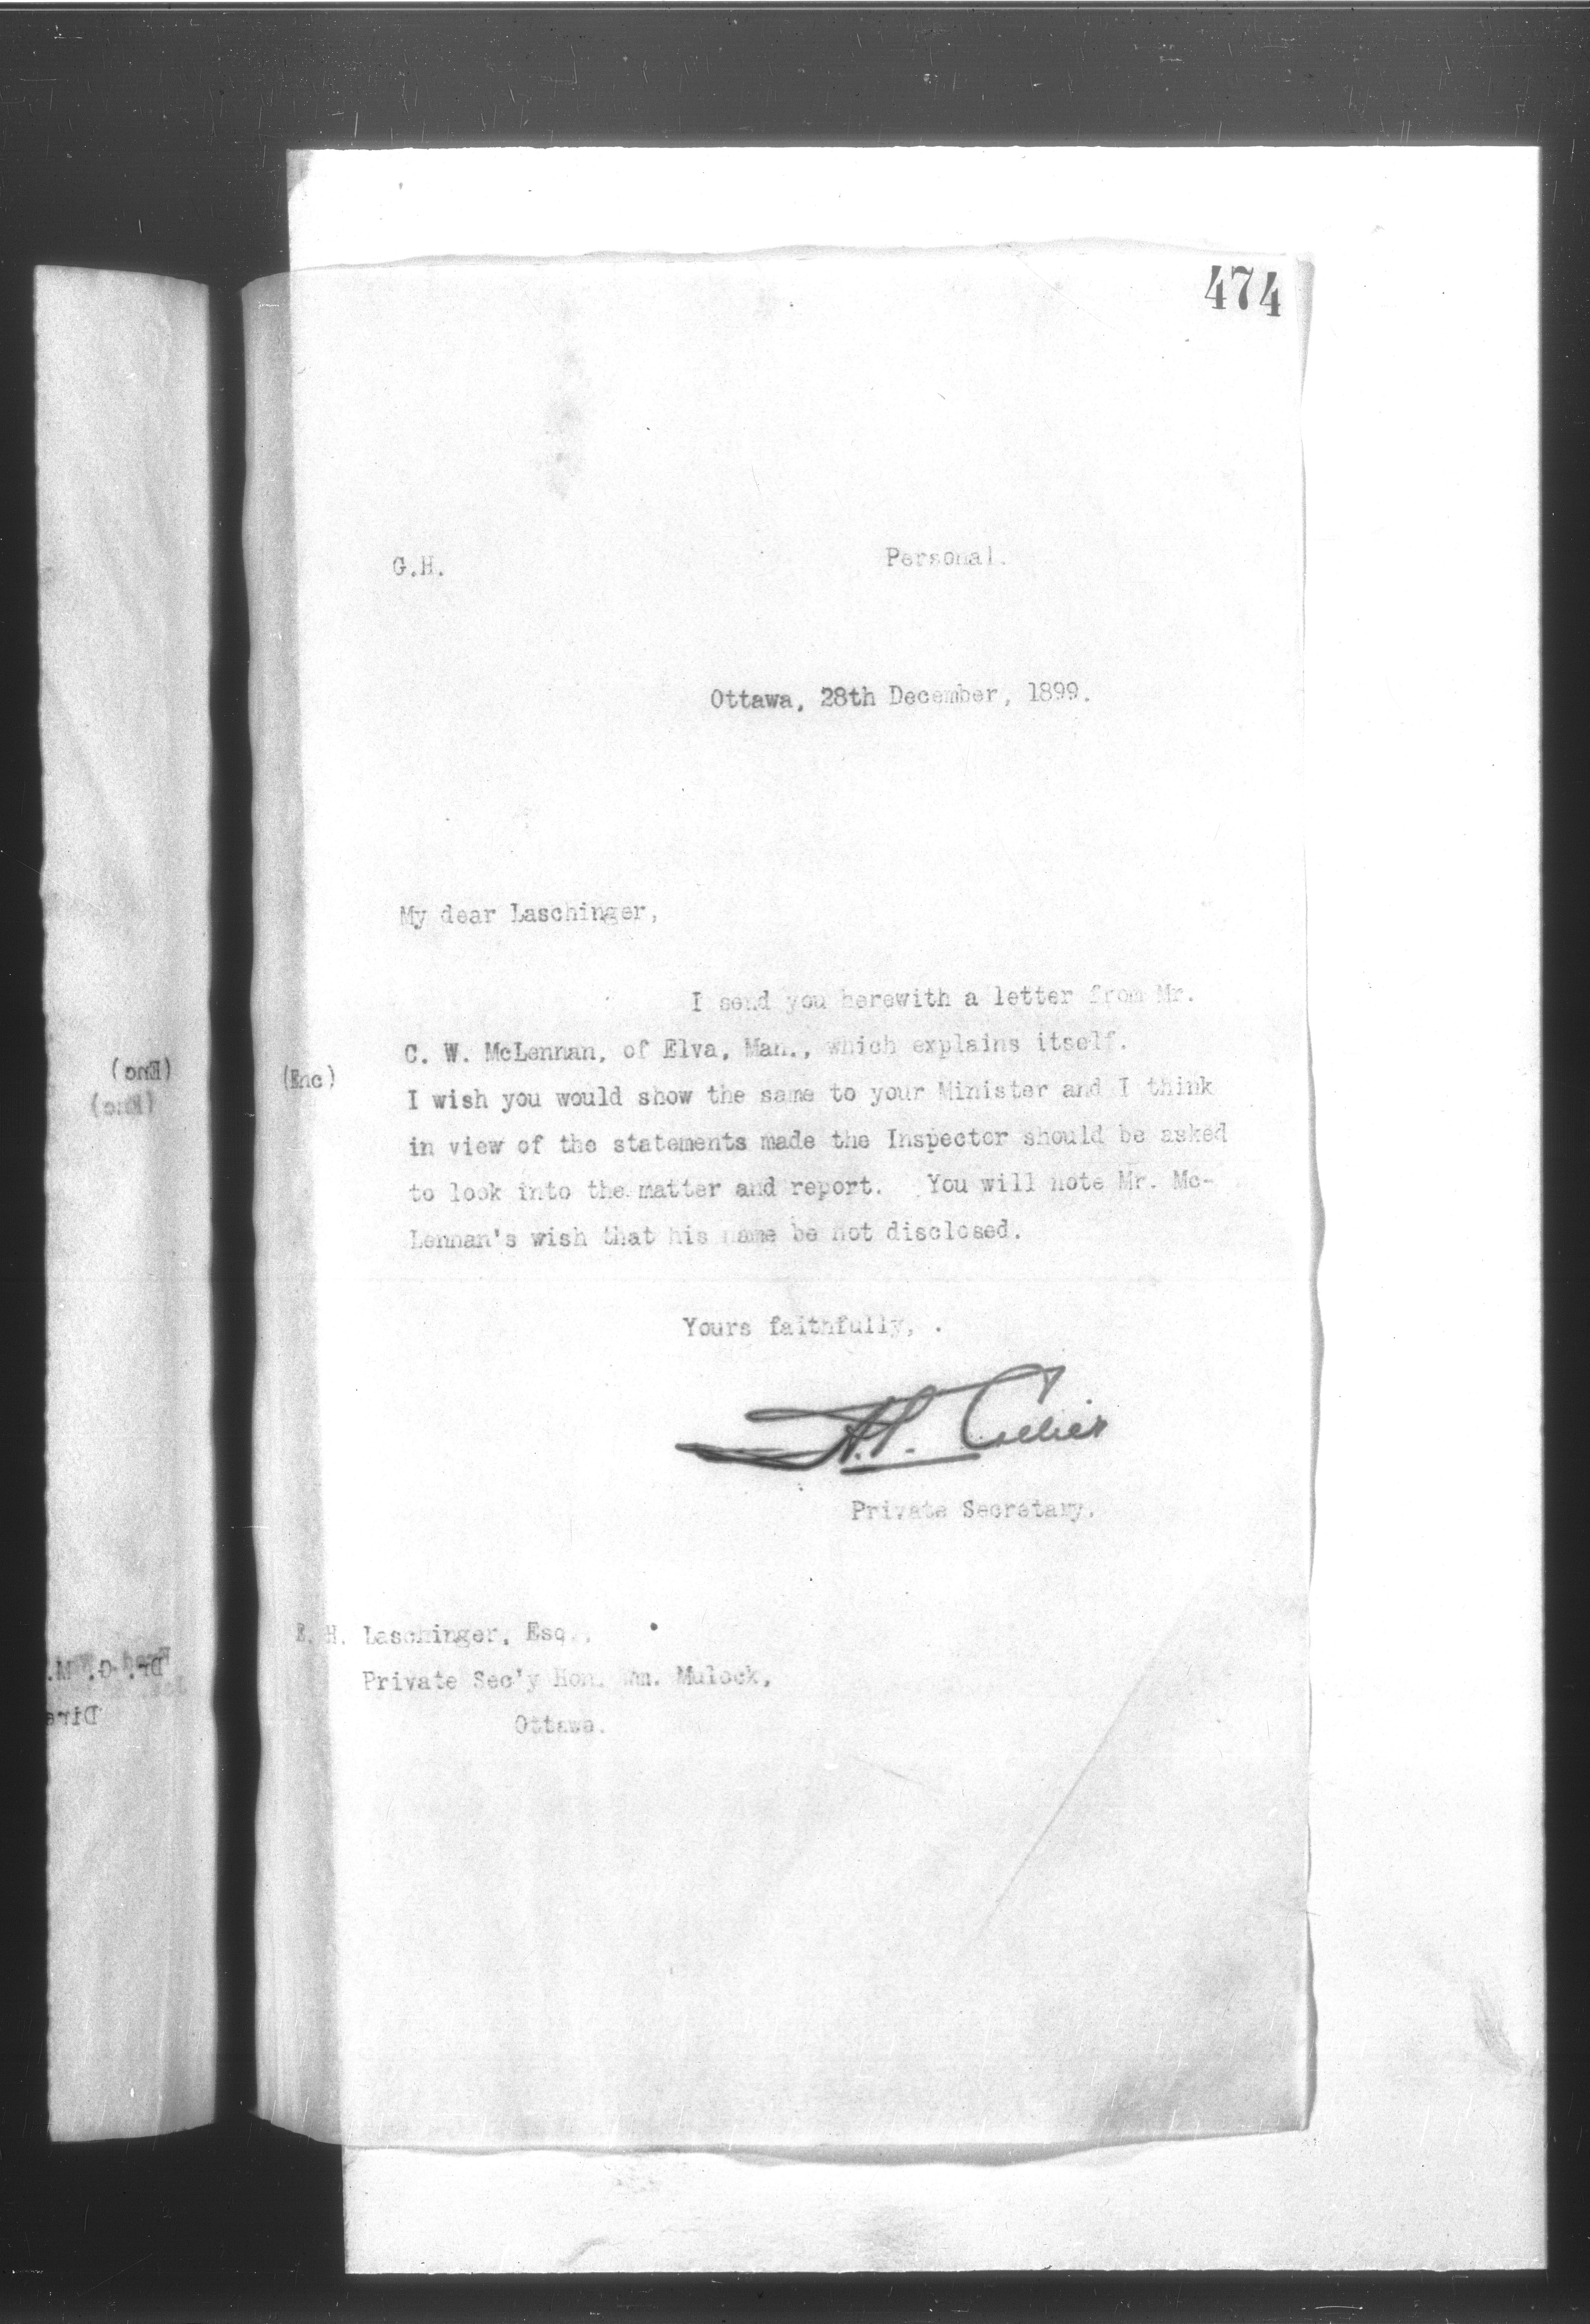 474
G.H.
Personal.
Ottawa, 28th December, 1899.
My dear Laschinger,
I send you herewith a letter from Mr.
C. W. McLennan, of Elva, Man., which explains itself.
(Enc)
I wish you would show the same to your Minister and I think
in view of the statements made the Inspector should be asked
to look into the matter and report. You will note Mr. Mc-
Lennan's wish that his name be not disclosed.
Yours faithfully,
A.P. Collier
Private Secretary.
E. H. Laschinger, Esq.,
Private Sec'y Hon. Wm. Mulock,
Ottawa.
(Enc)
(Enc)
Dr. G. M.